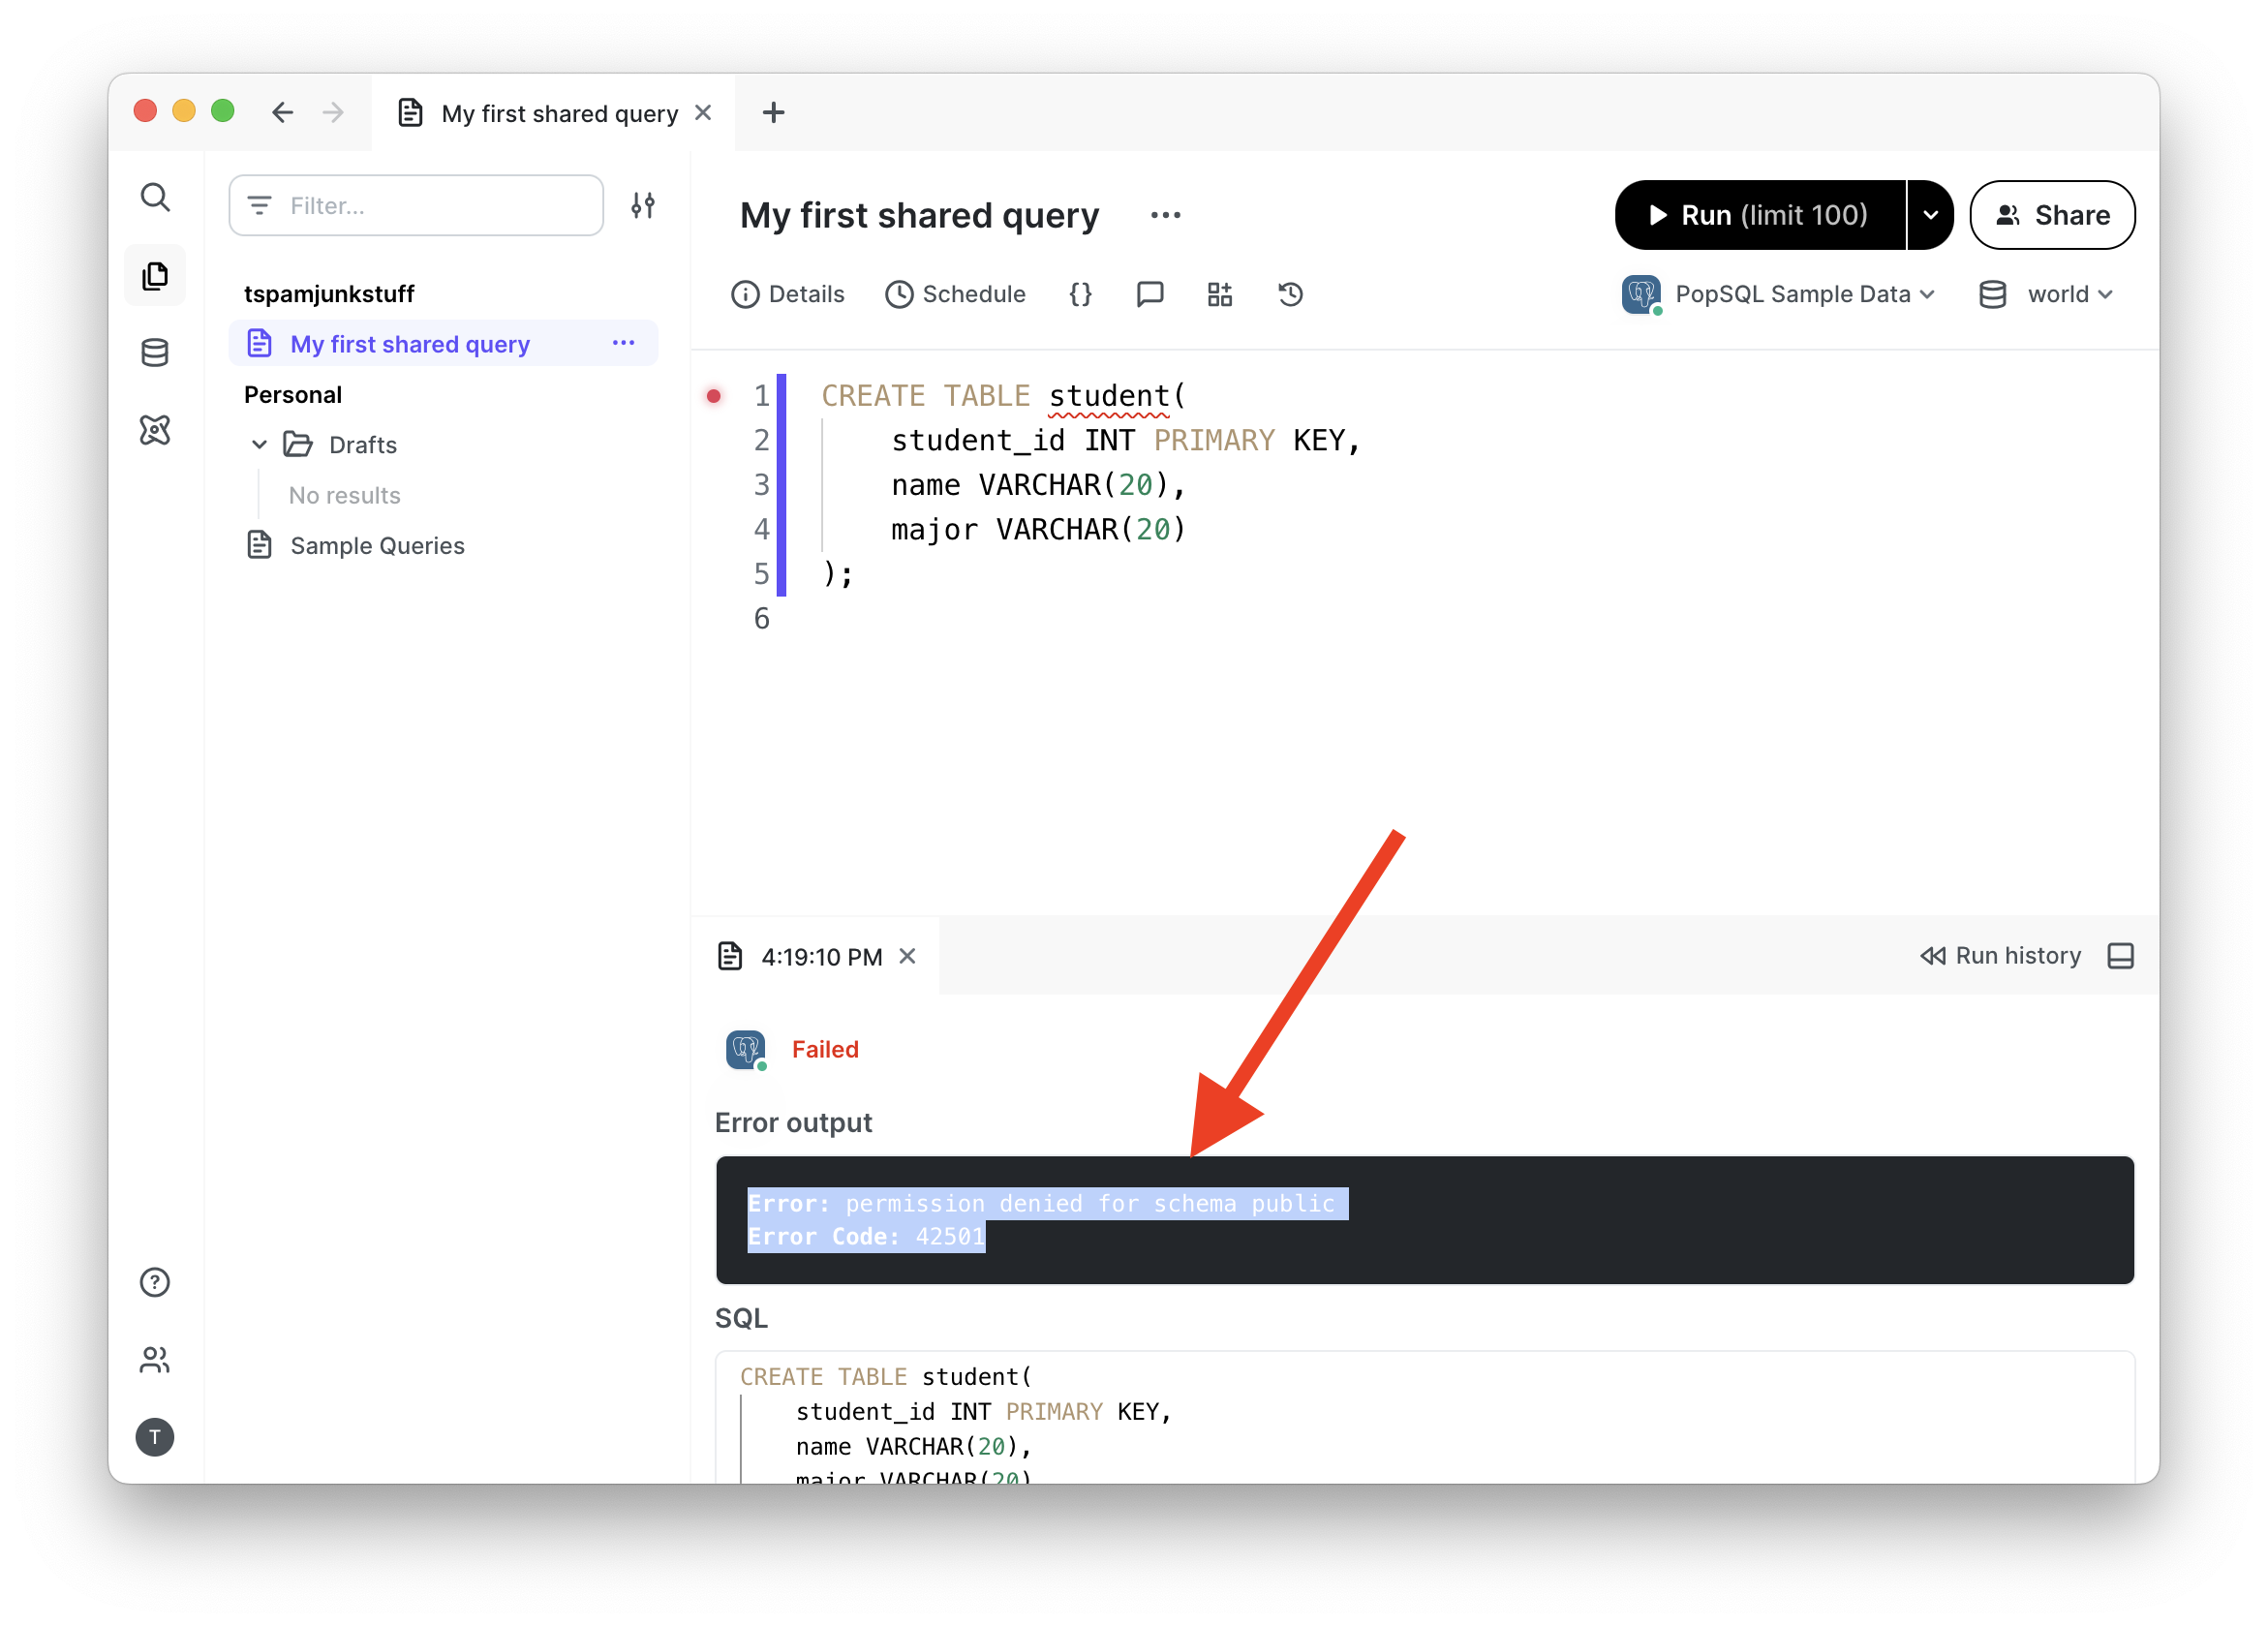 My first shared query
Filter...
tspamjunkstuff
My first shared query
Personal
Drafts
No results
Sample Queries
T
My first shared query
Run (limit 100)
Share
Details
Schedule
{}
PopSQL Sample Data
world
1 CREATE TABLE student(
2 student_id INT PRIMARY KEY,
3 name VARCHAR(20),
4 major VARCHAR(20)
5 );
6
4:19:10 PM
Run history
Failed
Error output
Error: permission denied for schema public
Error Code: 42501
SQL
CREATE TABLE student(
student_id INT PRIMARY KEY,
name VARCHAR(20),
major VARCHAR(20)